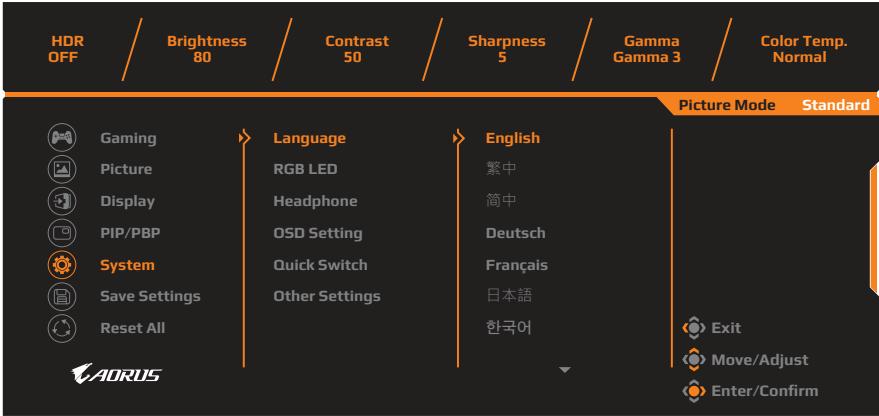 HDR
OFF
Brightness
80
Contrast
50
Sharpness
5
Gamma
Gamma 3
Color Temp.
Normal
Picture Mode Standard
Gaming
Picture
Display
PIP/PBP
System
Save Settings
Reset All
Language
RGB LED
Headphone
OSD Setting
Quick Switch
Other Settings
English
繁中
简中
Deutsch
Français
日本語
한국어
Exit
Move/Adjust
Enter/Confirm
AORUS